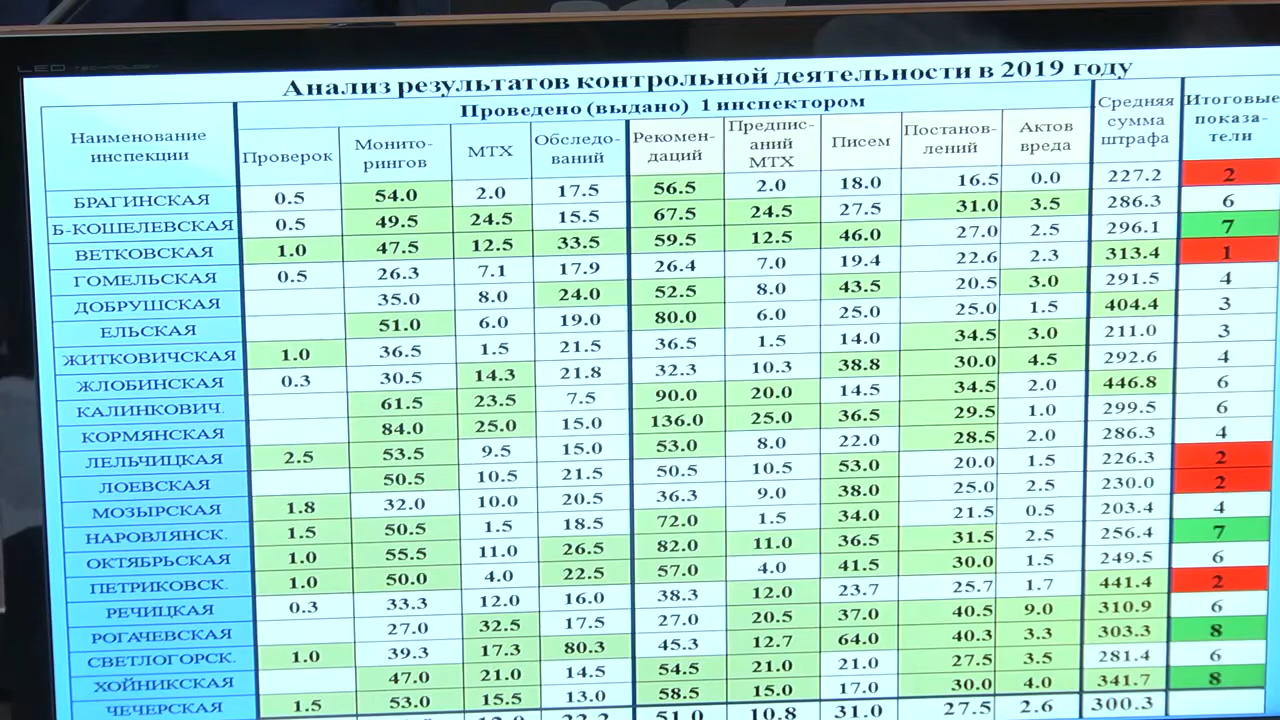 LED
Анализ результатов контрольной деятельности в 2019 году
Наименование
инспекции
Проведено (выдано) 1 инспектором
Проверок
Монито-
рингов
МТХ
Обследо-
ваний
Рекомен-
даций
Предпис-
аний
МТХ
Писем
Постанов-
лений
Актов
вреда
Средняя
сумма
штрафа
Итоговые
показа-
тели
БРАГИНСКАЯ 0.5 54.0 2.0 17.5 56.5 2.0 18.0 16.5 0.0 227.2 2
Б-КОШЕЛЕВСКАЯ 0.5 49.5 24.5 15.5 67.5 24.5 27.5 31.0 3.5 286.3 6
ВЕТКОВСКАЯ 1.0 47.5 12.5 33.5 59.5 12.5 46.0 27.0 2.5 296.1 7
ГОМЕЛЬСКАЯ 0.5 26.3 7.1 17.9 26.4 7.0 19.4 22.6 2.3 313.4 1
ДОБРУШСКАЯ 35.0 8.0 24.0 52.5 8.0 43.5 20.5 3.0 291.5 4
ЕЛЬСКАЯ 51.0 6.0 19.0 80.0 6.0 25.0 25.0 1.5 404.4 3
ЖИТКОВИЧСКАЯ 1.0 36.5 1.5 21.5 36.5 1.5 14.0 34.5 3.0 211.0 3
ЖЛОБИНСКАЯ 0.3 30.5 14.3 21.8 32.3 10.3 38.8 30.0 4.5 292.6 4
КАЛИНКОВИЧ. 61.5 23.5 7.5 90.0 20.0 14.5 34.5 2.0 446.8 6
КОРМЯНСКАЯ 84.0 25.0 15.0 136.0 25.0 36.5 29.5 1.0 299.5 6
ЛЕЛЬЧИЦКАЯ 2.5 53.5 9.5 15.0 53.0 8.0 22.0 28.5 2.0 286.3 4
ЛОЕВСКАЯ 50.5 10.5 21.5 50.5 10.5 53.0 20.0 1.5 226.3 2
МОЗЫРСКАЯ 1.8 32.0 10.0 20.5 36.3 9.0 38.0 25.0 2.5 230.0 2
НАРОВЛЯНСК. 1.5 50.5 1.5 18.5 72.0 1.5 34.0 21.5 0.5 203.4 4
ОКТЯБРЬСКАЯ 1.0 55.5 11.0 26.5 82.0 11.0 36.5 31.5 2.5 256.4 7
ПЕТРИКОВСК. 1.0 50.0 4.0 22.5 57.0 4.0 41.5 30.0 1.5 249.5 6
РЕЧИЦКАЯ 0.3 33.3 12.0 16.0 38.3 12.0 23.7 25.7 1.7 441.4 2
РОГАЧЕВСКАЯ 27.0 32.5 17.5 27.0 20.5 37.0 40.5 9.0 310.9 6
СВЕТЛОГОРСК. 1.0 39.3 17.3 80.3 45.3 12.7 64.0 40.3 3.3 303.3 8
ХОЙНИКСКАЯ 47.0 21.0 14.5 54.5 21.0 21.0 27.5 3.5 281.4 6
ЧЕЧЕРСКАЯ 1.5 53.0 15.5 13.0 58.5 15.0 17.0 30.0 4.0 341.7 8
51.0 10.8 31.0 27.5 2.6 300.3